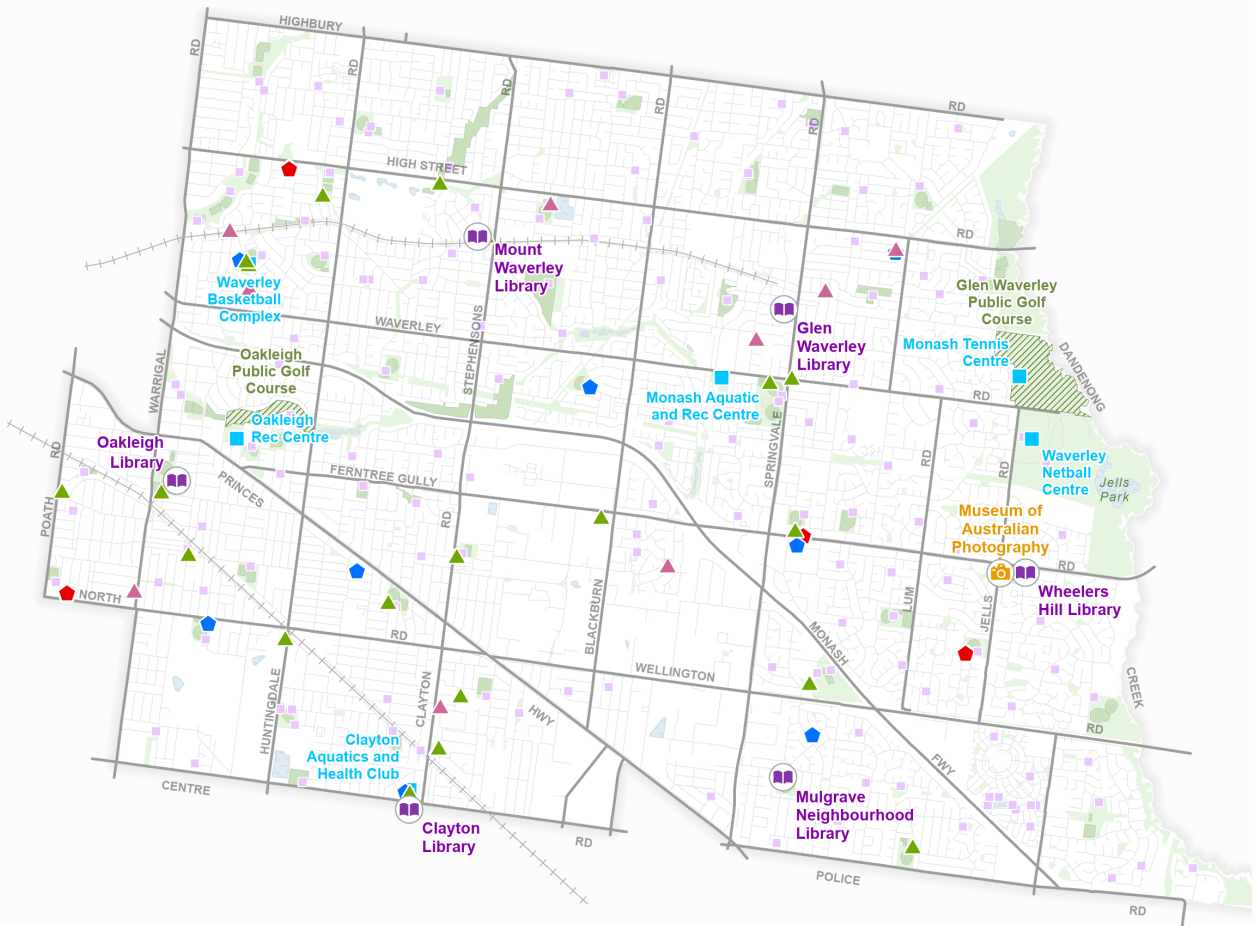 HIGHBURY
RD
RD
RD
RD
RD
RD
HIGH STREET
RD
Mount
Waverley
Library
Waverley
Basketball
Complex
Glen Waverley
Public Golf
Course
WAVERLEY
STEPHENSONS
Glen
Waverley
Library
Monash Tennis
Centre
DANDENONG
WARRIGAL
Oakleigh
Public Golf
Course
Monash Aquatic
and Rec Centre
RD
Oakleigh
Rec Centre
Oakleigh
Library
RD
SPRINGVALE
RD
RD
Waverley
Netball
Centre
Jells
Park
FERNTREE GULLY
PRINCES
POATH
RD
Museum of
Australian
Photography
RD
Wheelers
Hill Library
NORTH
RD
BLACKBURN
LUM
JELLS
MONASH
WELLINGTON
CREEK
HUNTINGDALE
CLAYTON
HWY
RD
Clayton
Aquatics and
Health Club
FWY
CENTRE
Clayton
Library
RD
Mulgrave
Neighbourhood
Library
POLICE
RD